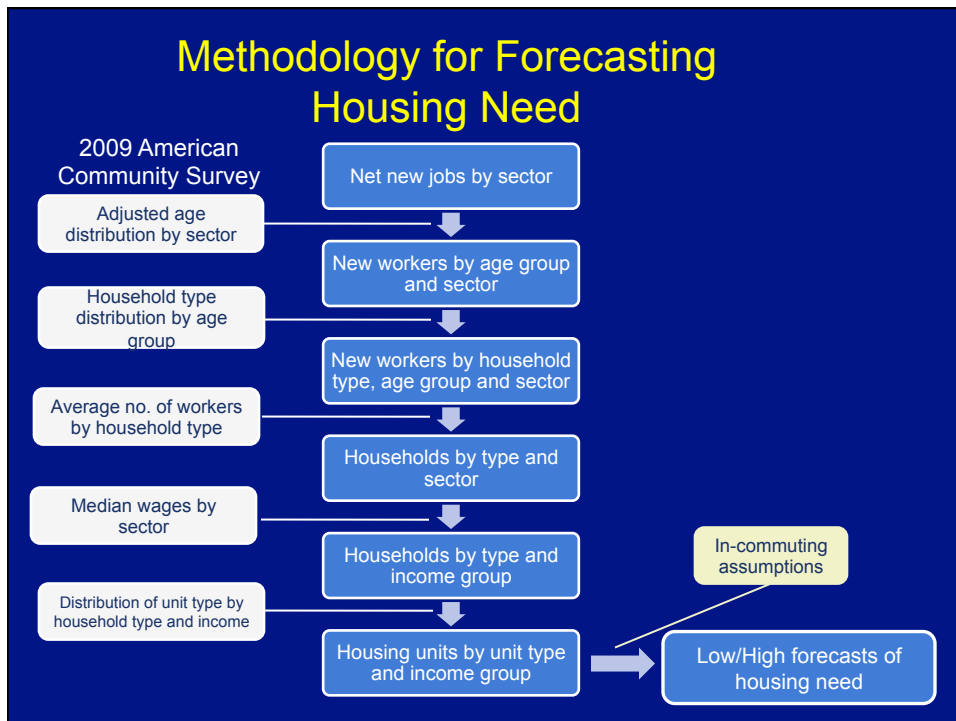 Methodology for Forecasting
Housing Need
2009 American
Community Survey
Net new jobs by sector
Adjusted age
distribution by sector
New workers by age group
and sector
Household type
distribution by age
group
New workers by household
type, age group and sector
Average no. of workers
by household type
Households by type and
sector
Median wages by
sector
Households by type and
income group
In-commuting
assumptions
Distribution of unit type by
household type and income
Housing units by unit type
and income group
Low/High forecasts of
housing need